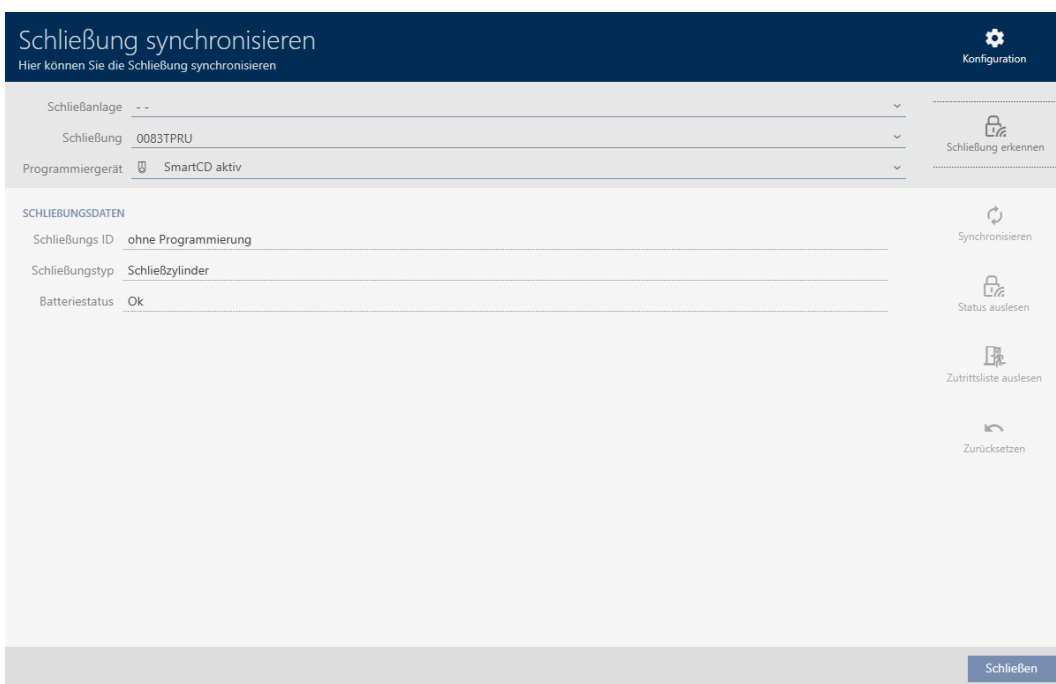 Schließung synchronisieren
Hier können Sie die Schließung synchronisieren
Konfiguration
Schließanlage - -
Schließung 0083TPRU
Programmiergerät SmartCD aktiv
Schließung erkennen
SCHLIEßUNGSDATEN
Schließungs ID ohne Programmierung
Schließungstyp Schließzylinder
Batteriestatus Ok
Synchronisieren
Status auslesen
Zutrittsliste auslesen
Zurücksetzen
Schließen